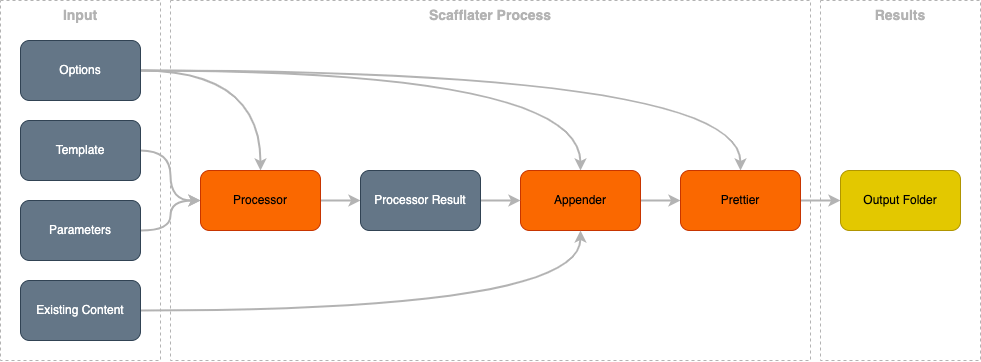 Input
Scafflater Process
Results
Options
Template
Parameters
Existing Content
Processor
Processor Result
Appender
Prettier
Output Folder